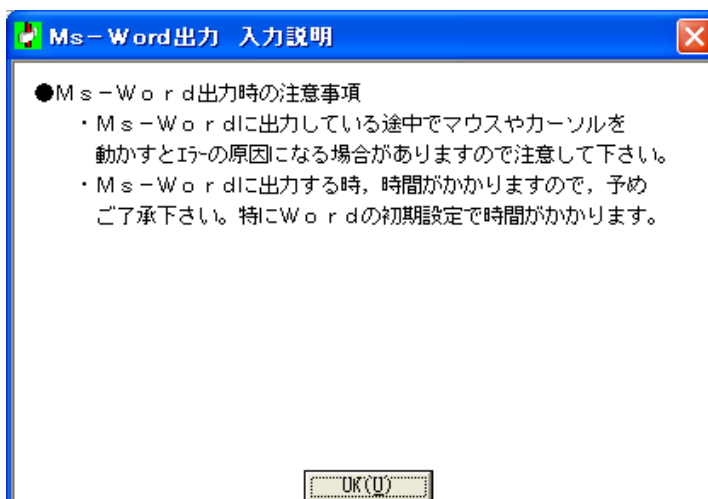 Ms－Word出力　入力説明
●Ｍｓ－Ｗｏｒｄ出力時の注意事項
・Ｍｓ－Ｗｏｒｄに出力している途中でマウスやカーソルを
動かすとｴﾗｰの原因になる場合がありますので注意して下さい。
・Ｍｓ－Ｗｏｒｄに出力する時，時間がかかりますので，予め
ご了承下さい。特にＷｏｒｄの初期設定で時間がかかります。
OK(U)